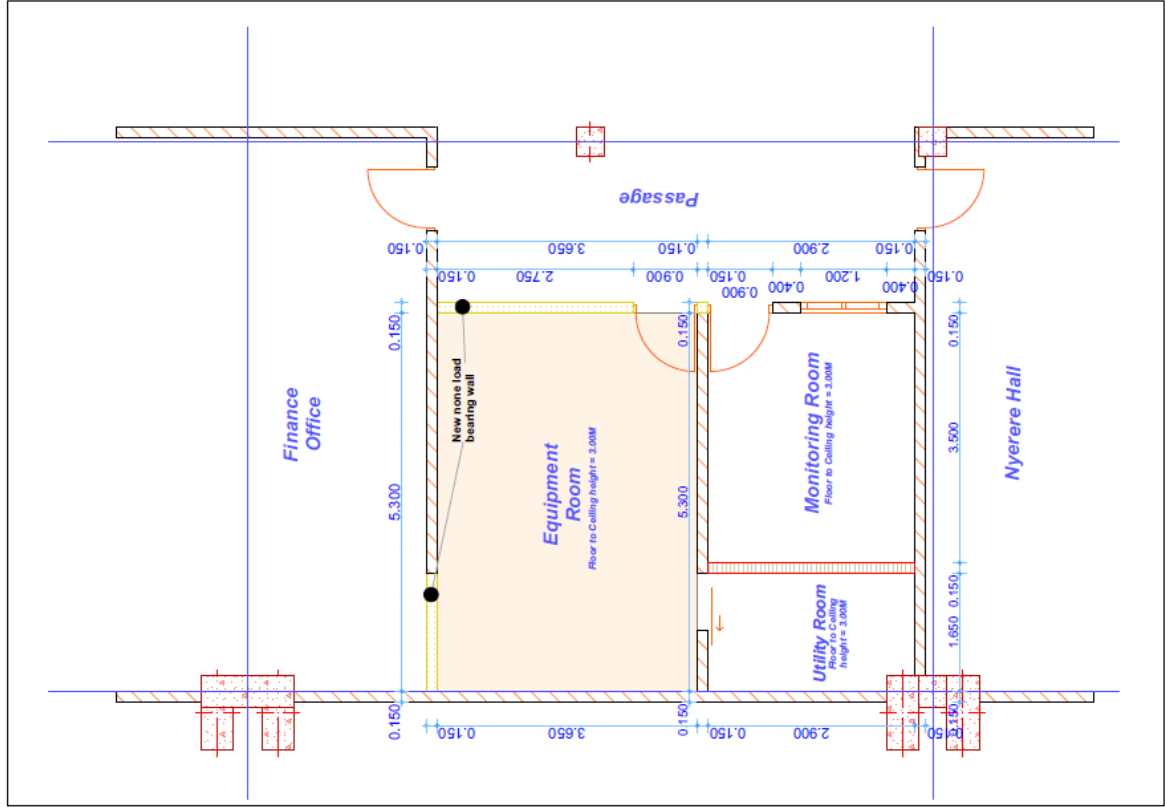 Passage
0.150
3.650
0.150
2.900
0.150
0.150
2.750
0.900
0.150
0.900
0.400
1.200
0.400
0.150
0.150
0.150
0.150
New none load
bearing wall
Finance
Office
Equipment
Room
Floor to Ceiling height = 3.00M
Monitoring Room
Floor to Ceiling height = 3.00M
Nyerere Hall
5.300
5.300
3.500
0.150
1.650
Utility Room
Floor to Ceiling
height = 3.00M
0.150
0.150
0.150
0.150
3.650
0.150
2.900
0.150